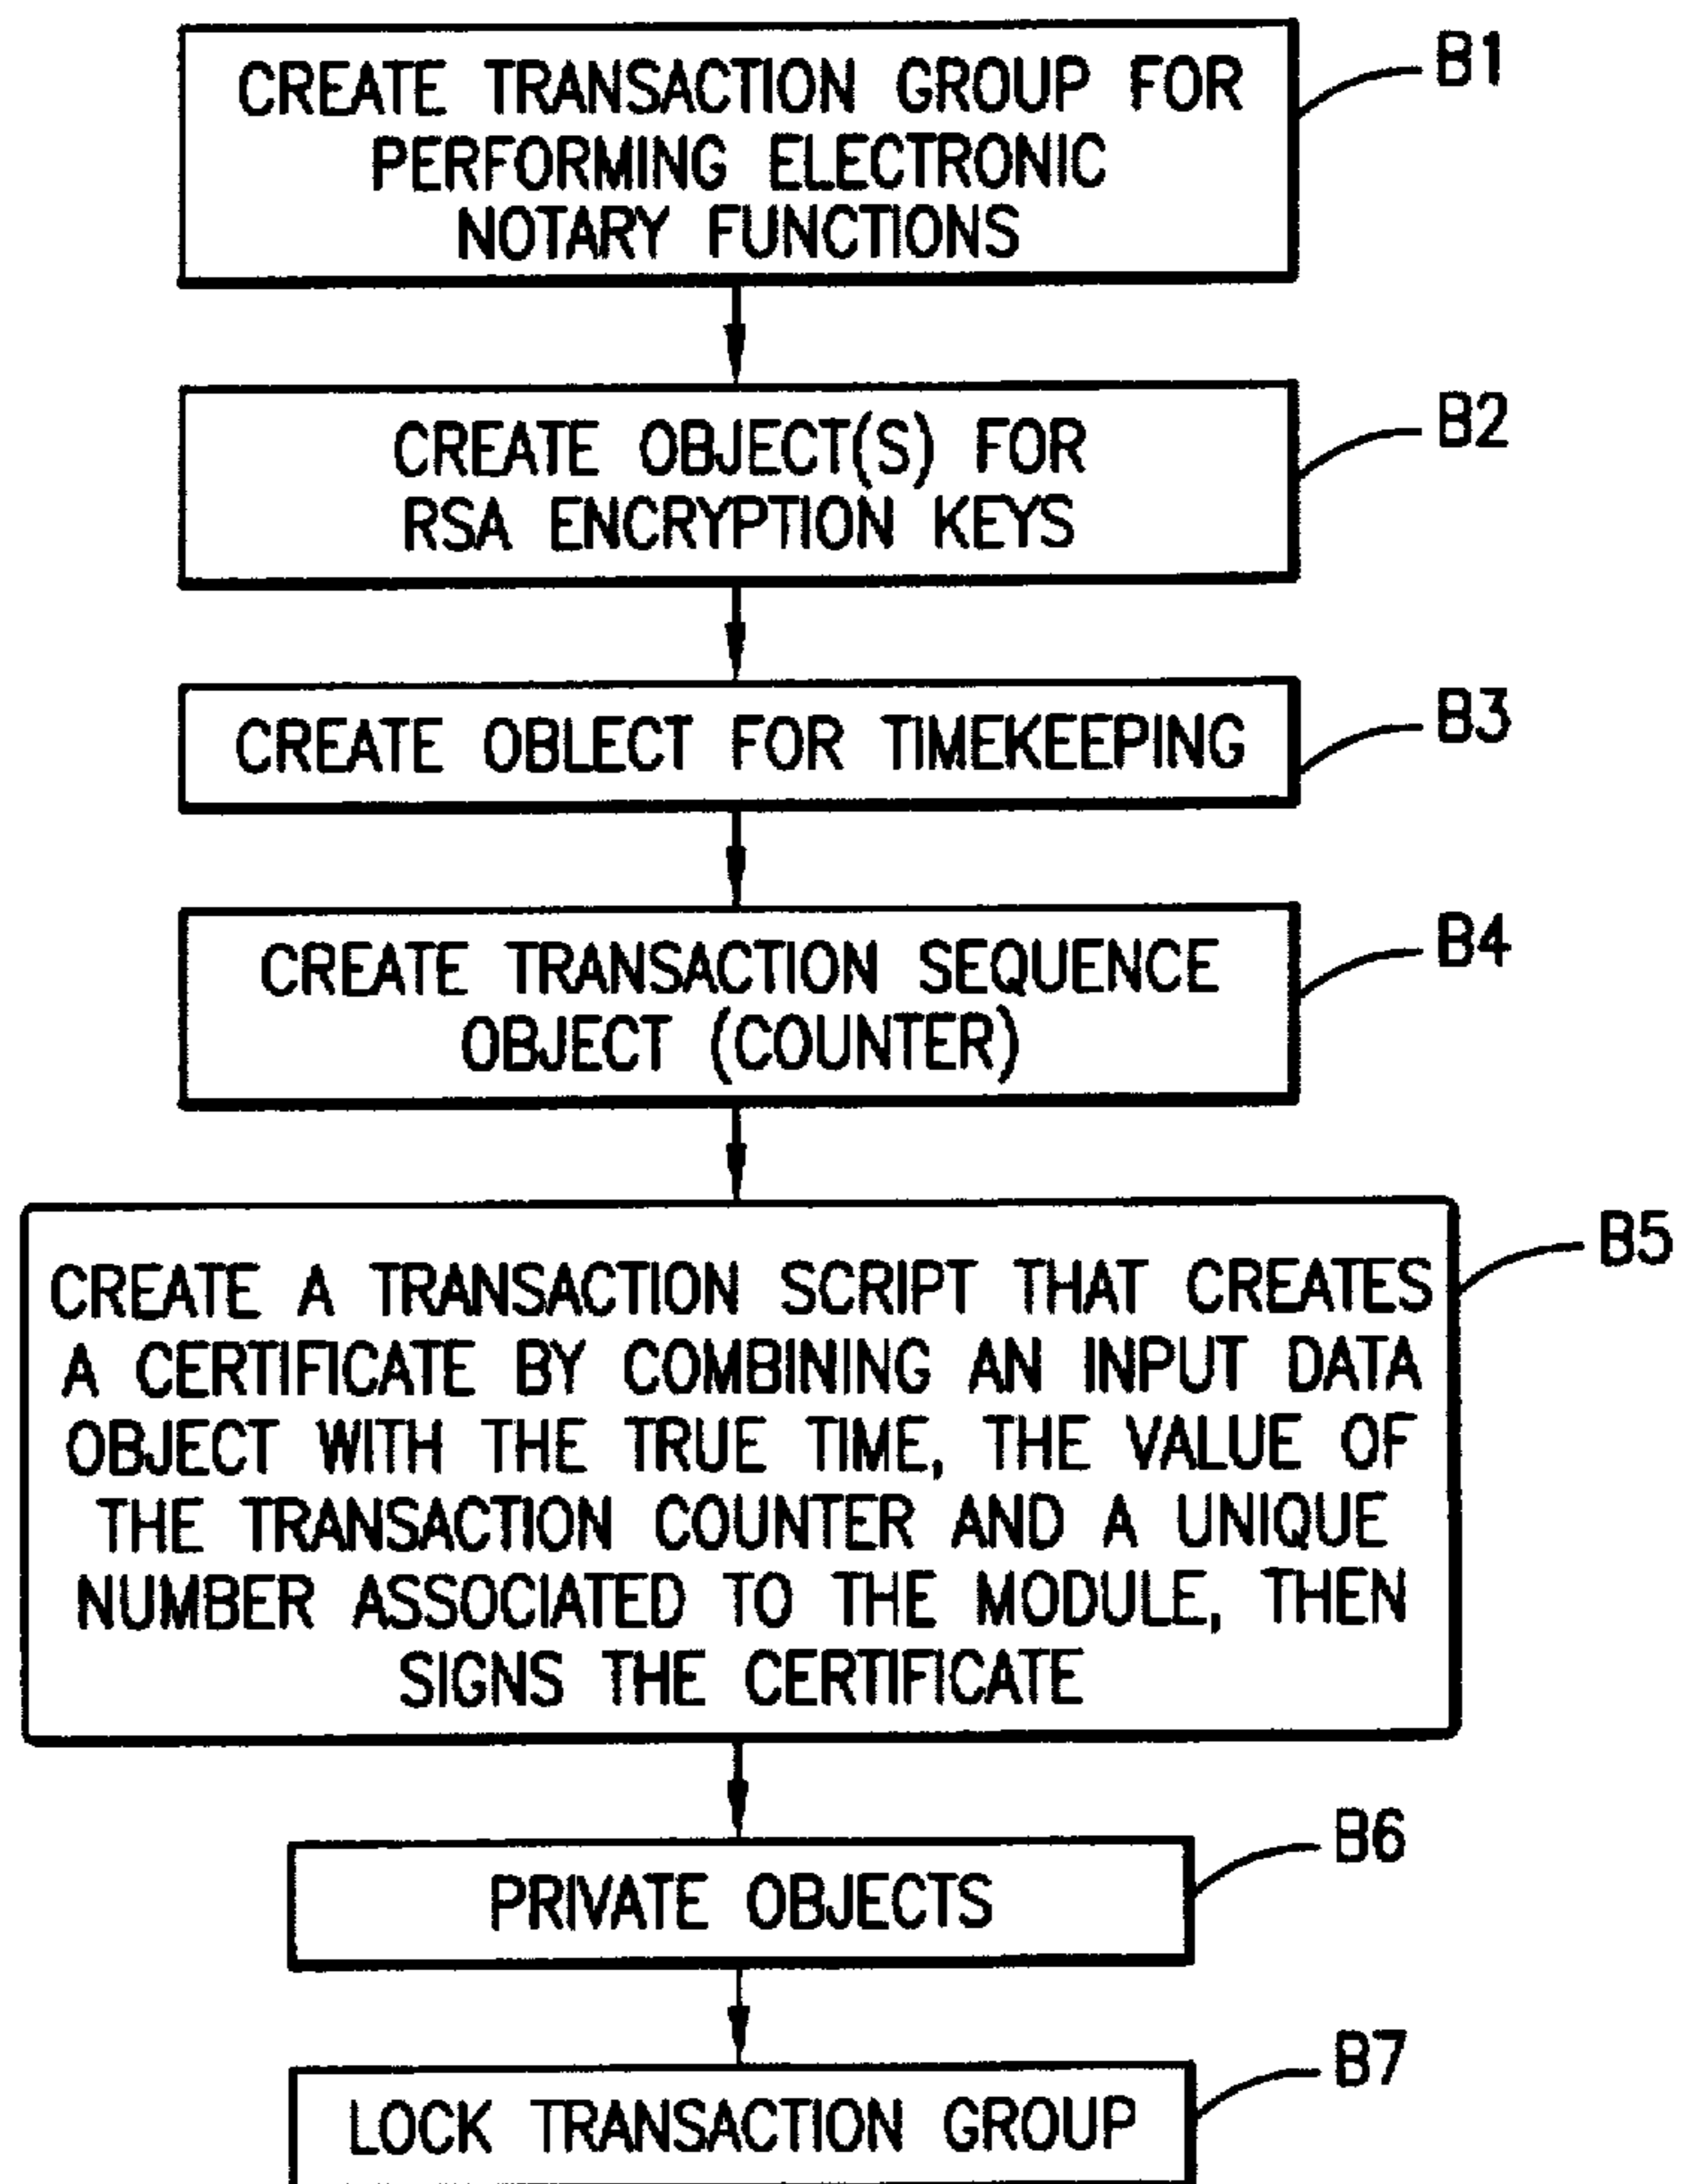 CREATE TRANSACTION GROUP FOR
PERFORMING ELECTRONIC
NOTARY FUNCTIONS
B1
CREATE OBJECT(S) FOR
RSA ENCRYPTION KEYS
B2
CREATE OBLECT FOR TIMEKEEPING
B3
CREATE TRANSACTION SEQUENCE
OBJECT (COUNTER)
B4
CREATE A TRANSACTION SCRIPT THAT CREATES
A CERTIFICATE BY COMBINING AN INPUT DATA
OBJECT WITH THE TRUE TIME, THE VALUE OF
THE TRANSACTION COUNTER AND A UNIQUE
NUMBER ASSOCIATED TO THE MODULE, THEN
SIGNS THE CERTIFICATE
B5
PRIVATE OBJECTS
B6
LOCK TRANSACTION GROUP
B7